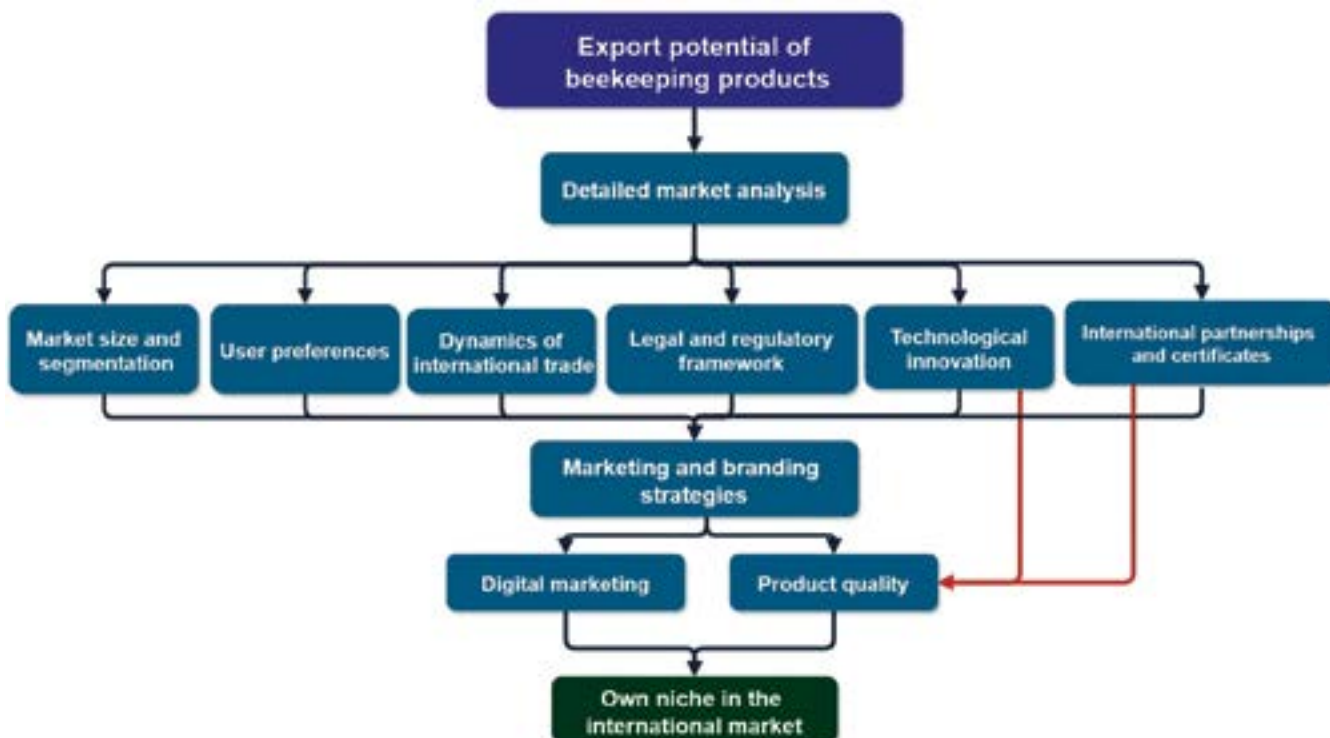 Export potential of
beekeeping products
Detailed market analysis
Market size and
segmentation
User preferences
Dynamics of
international trade
Legal and regulatory
framework
Technological
innovation
International partnerships
and certificates
Marketing and branding
strategies
Digital marketing
Product quality
Own niche in the
international market